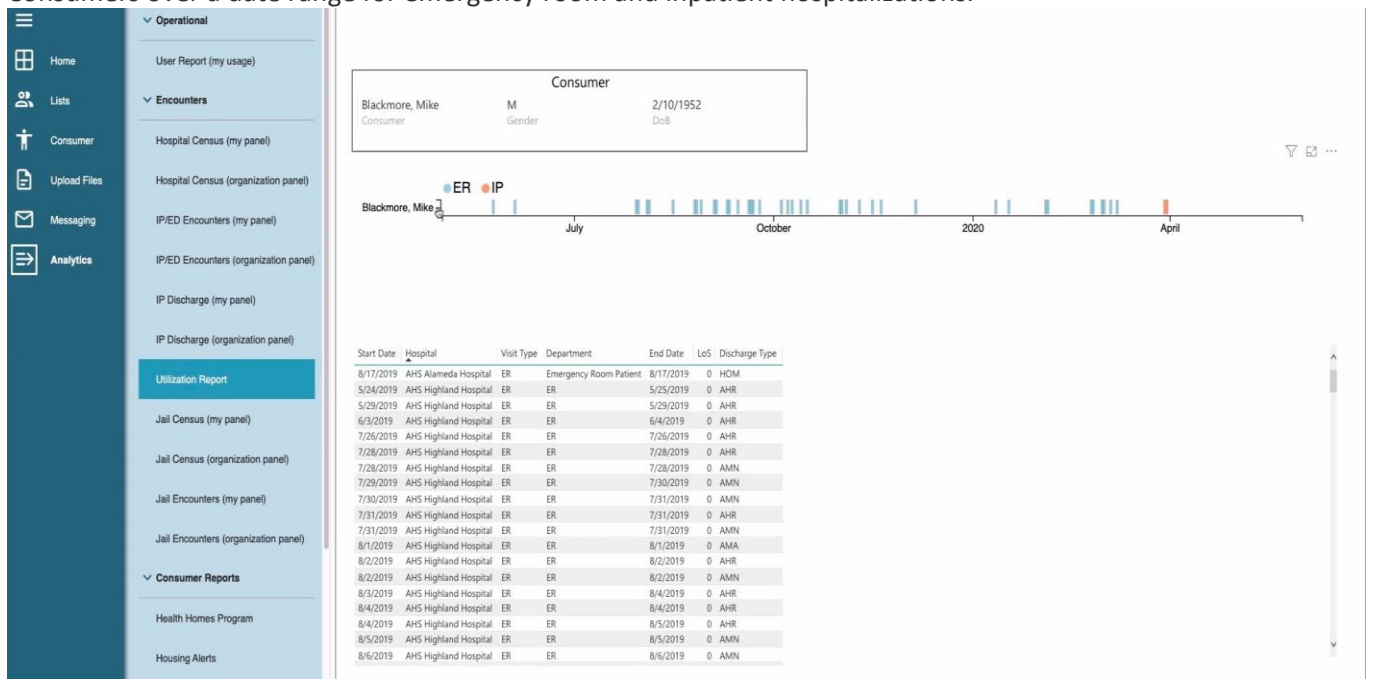 Consumers over a date range for emergency room and inpatient hospitalizations.
Home
Lists
Consumer
Upload Files
Messaging
Analytics
Operational
User Report (my usage)
Encounters
Hospital Census (my panel)
Hospital Census (organization panel)
IP/ED Encounters (my panel)
IP/ED Encounters (organization panel)
IP Discharge (my panel)
IP Discharge (organization panel)
Utilization Report
Jail Census (my panel)
Jail Census (organization panel)
Jail Encounters (my panel)
Jail Encounters (organization panel)
Consumer Reports
Health Homes Program
Housing Alerts
Consumer
Blackmore, Mike M 2/10/1952
Consumer Gender DoB
ER IP
Blackmore, Mike
July October 2020 April
Start Date Hospital Visit Type Department End Date LoS Discharge Type
8/17/2019 AHS Alameda Hospital ER Emergency Room Patient 8/17/2019 0 HOM
5/24/2019 AHS Highland Hospital ER ER 5/25/2019 0 AHR
5/29/2019 AHS Highland Hospital ER ER 5/29/2019 0 AHR
6/3/2019 AHS Highland Hospital ER ER 6/4/2019 0 AHR
7/26/2019 AHS Highland Hospital ER ER 7/26/2019 0 AHR
7/28/2019 AHS Highland Hospital ER ER 7/28/2019 0 AHR
7/28/2019 AHS Highland Hospital ER ER 7/28/2019 0 AMN
7/29/2019 AHS Highland Hospital ER ER 7/30/2019 0 AMN
7/30/2019 AHS Highland Hospital ER ER 7/31/2019 0 AMN
7/31/2019 AHS Highland Hospital ER ER 7/31/2019 0 AHR
7/31/2019 AHS Highland Hospital ER ER 7/31/2019 0 AMN
8/1/2019 AHS Highland Hospital ER ER 8/1/2019 0 AMA
8/2/2019 AHS Highland Hospital ER ER 8/2/2019 0 AHR
8/2/2019 AHS Highland Hospital ER ER 8/2/2019 0 AMN
8/3/2019 AHS Highland Hospital ER ER 8/4/2019 0 AHR
8/4/2019 AHS Highland Hospital ER ER 8/4/2019 0 AHR
8/4/2019 AHS Highland Hospital ER ER 8/5/2019 0 AHR
8/5/2019 AHS Highland Hospital ER ER 8/5/2019 0 AMN
8/6/2019 AHS Highland Hospital ER ER 8/6/2019 0 AMN